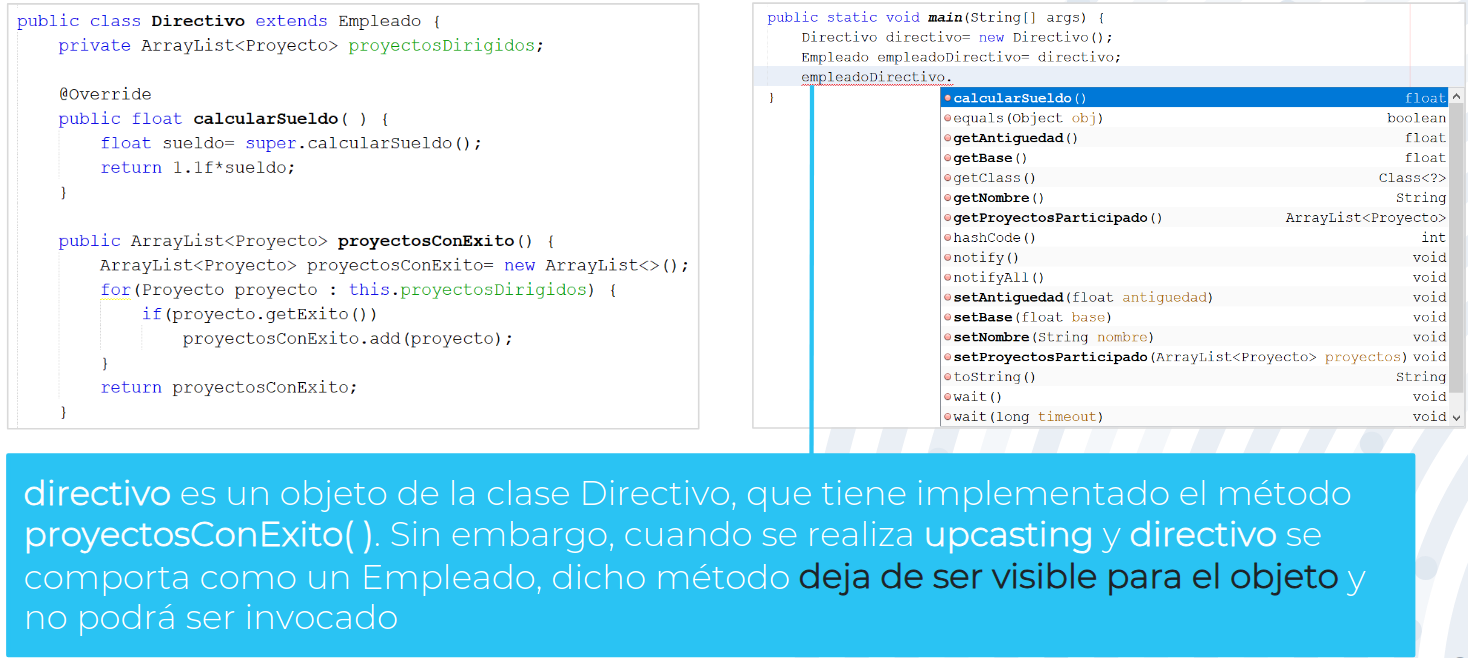 public class Directivo extends Empleado {
private ArrayList<Proyecto> proyectosDirigidos;
@Override
public float calcularSueldo( ) {
float sueldo= super.calcularSueldo();
return 1.1f*sueldo;
}
public ArrayList<Proyecto> proyectosConExito() {
ArrayList<Proyecto> proyectosConExito= new ArrayList<>();
for(Proyecto proyecto : this.proyectosDirigidos) {
if(proyecto.getExito())
proyectosConExito.add(proyecto);
}
return proyectosConExito;
}
public static void main(String[] args) {
Directivo directivo= new Directivo();
Empleado empleadoDirectivo= directivo;
empleadoDirectivo.
}
calcularSueldo() float
equals(Object obj) boolean
getAntiguedad() float
getBase() float
getClass() Class<?>
getNombre() String
getProyectosParticipado() ArrayList<Proyecto>
hashCode() int
notify() void
notifyAll() void
setAntiguedad(float antiguedad) void
setBase(float base) void
setNombre(String nombre) void
setProyectosParticipado(ArrayList<Proyecto> proyectos) void
toString() String
wait() void
wait(long timeout) void
directivo es un objeto de la clase Directivo, que tiene implementado el método
proyectosConExito( ). Sin embargo, cuando se realiza upcasting y directivo se
comporta como un Empleado, dicho método deja de ser visible para el objeto y
no podrá ser invocado